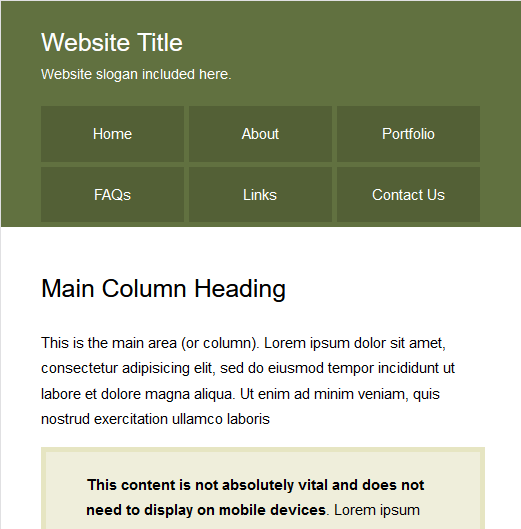 Website Title
Website slogan included here.
Home About Portfolio
FAQs Links Contact Us
Main Column Heading
This is the main area (or column). Lorem ipsum dolor sit amet,
consectetur adipisicing elit, sed do eiusmod tempor incididunt ut
labore et dolore magna aliqua. Ut enim ad minim veniam, quis
nostrud exercitation ullamco laboris
This content is not absolutely vital and does not
need to display on mobile devices. Lorem ipsum